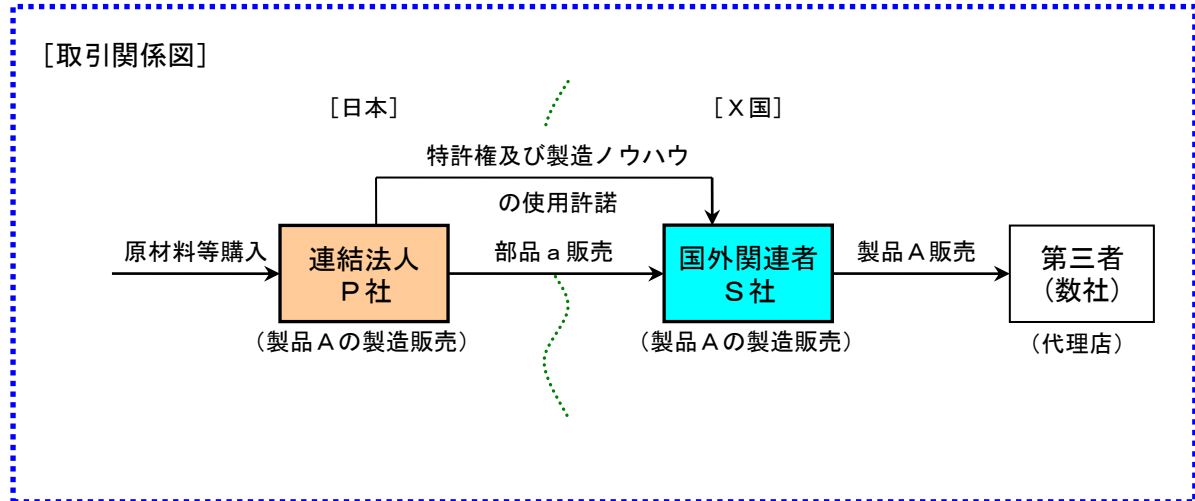 ［取引関係図］
［日本］
［Ｘ国］
特許権及び製造ノウハウ
の使用許諾
原材料等購入
連結法人
Ｐ社
部品ａ販売
国外関連者
Ｓ社
製品Ａ販売
第三者
（数社）
（製品Ａの製造販売）
（製品Ａの製造販売）
（代理店）